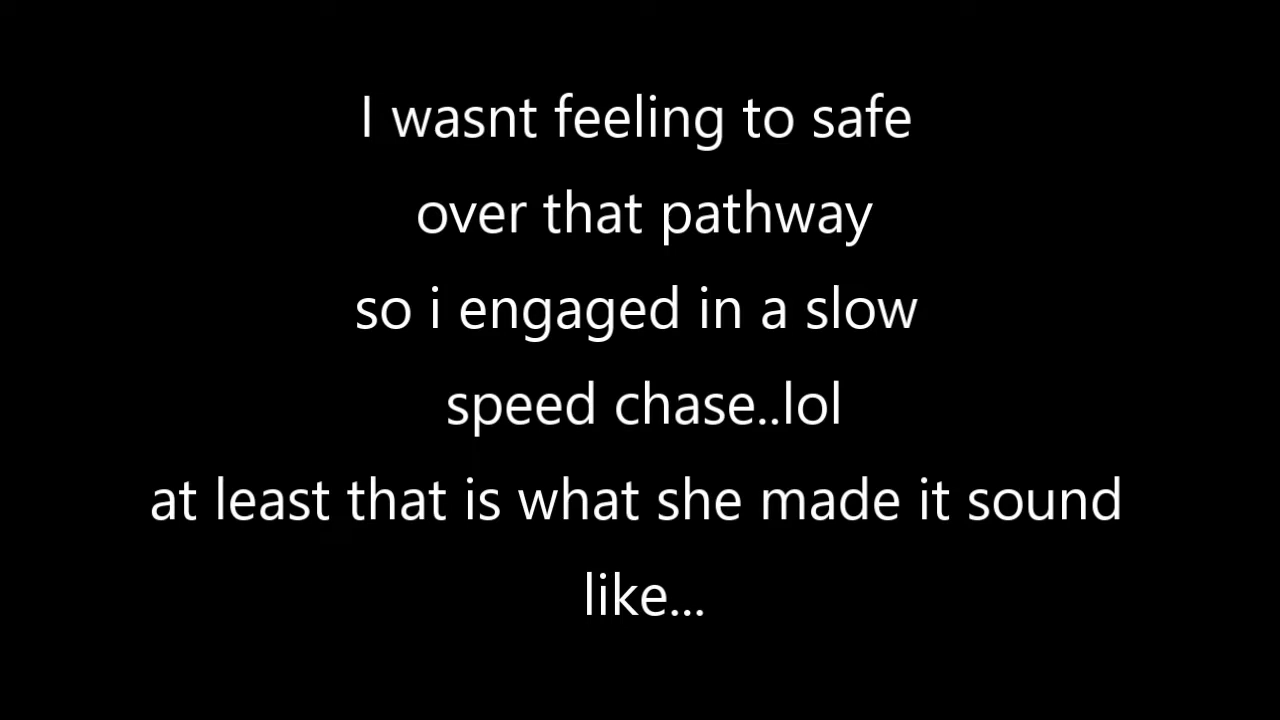 I wasnt feeling to safe
over that pathway
so i engaged in a slow
speed chase..lol
at least that is what she made it sound
like...